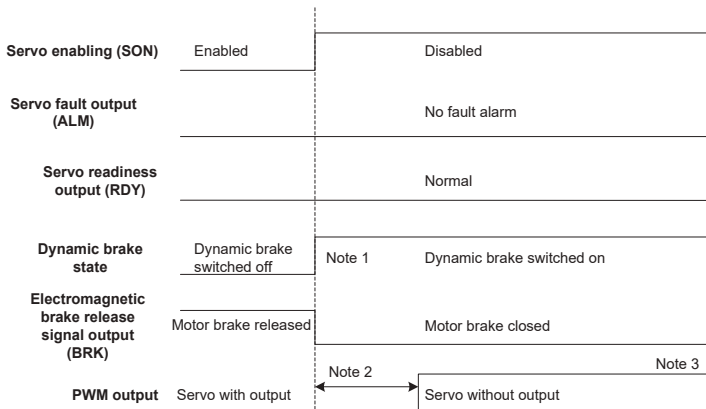 Servo enabling (SON) Enabled Disabled
Servo fault output
(ALM)
No fault alarm
Servo readiness
output (RDY)
Normal
Dynamic brake
state
Dynamic brake
switched off
Note 1
Dynamic brake switched on
Electromagnetic
brake release
signal output
(BRK)
Motor brake released
Motor brake closed
Note 2
Note 3
PWM output Servo with output Servo without output